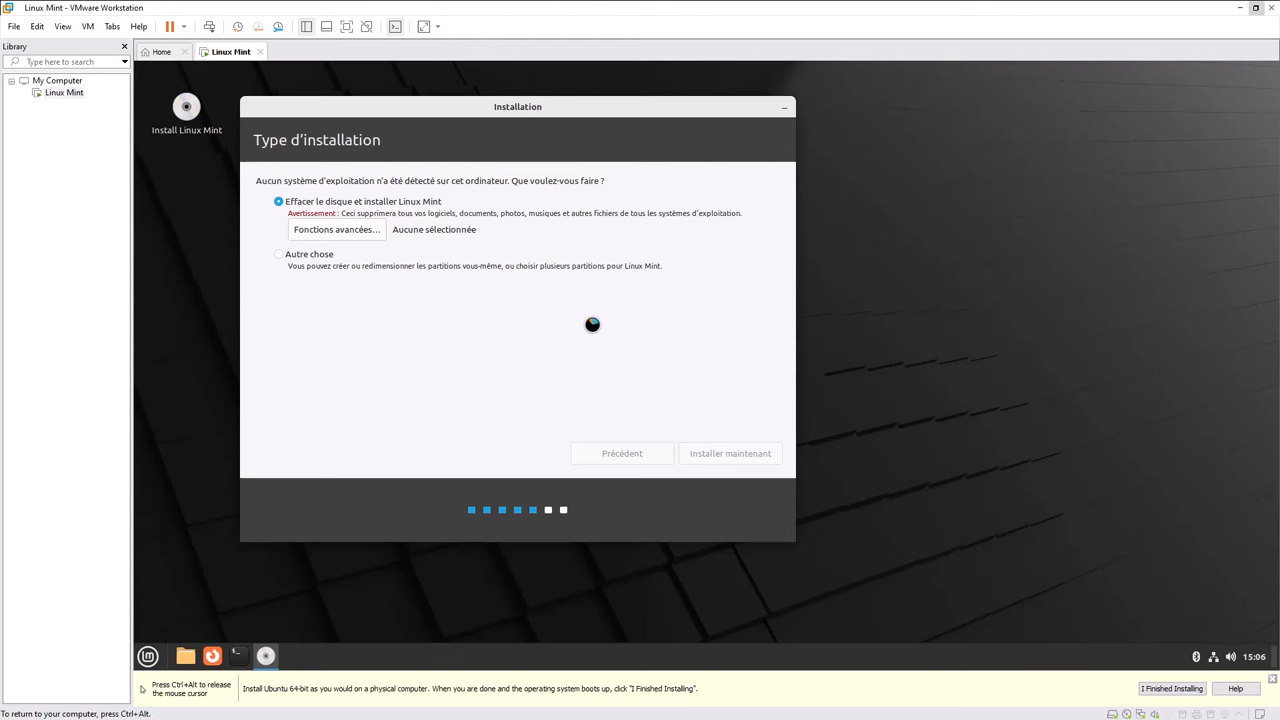 Linux Mint - VMware Workstation
File Edit View VM Tabs Help
Library
Type here to search
My Computer
Linux Mint
Home
Linux Mint
Install Linux Mint
Installation
Type d'installation
Aucun système d'exploitation n'a été détecté sur cet ordinateur. Que voulez-vous faire ?
Effacer le disque et installer Linux Mint
Avertissement : Ceci supprimera tous vos logiciels, documents, photos, musiques et autres fichiers de tous les systèmes d'exploitation.
Fonctions avancées... Aucune sélectionnée
Autre chose
Vous pouvez créer ou redimensionner les partitions vous-même, ou choisir plusieurs partitions pour Linux Mint.
Précédent Installer maintenant
15:06
Press Ctrl+Alt to release
the mouse cursor
Install Ubuntu 64-bit as you would on a physical computer. When you are done and the operating system boots up, click "I Finished Installing".
I Finished Installing Help
To return to your computer, press Ctrl+Alt.